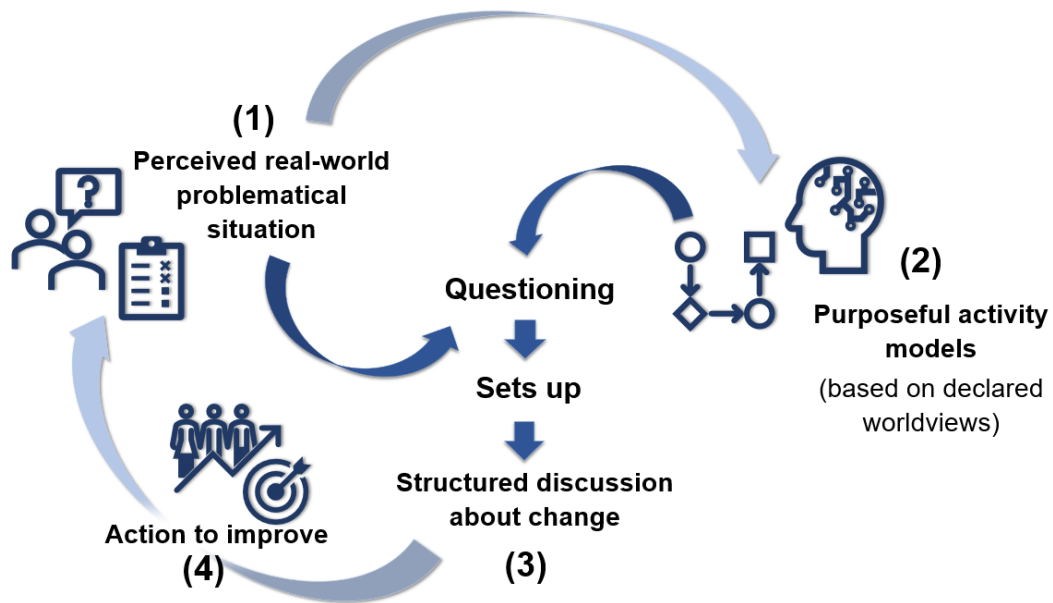 (1)
Perceived real-world
problematical
situation
?
(2)
Purposeful activity
models
(based on declared
worldviews)
Questioning
Sets up
Structured discussion
about change
(3)
Action to improve
(4)